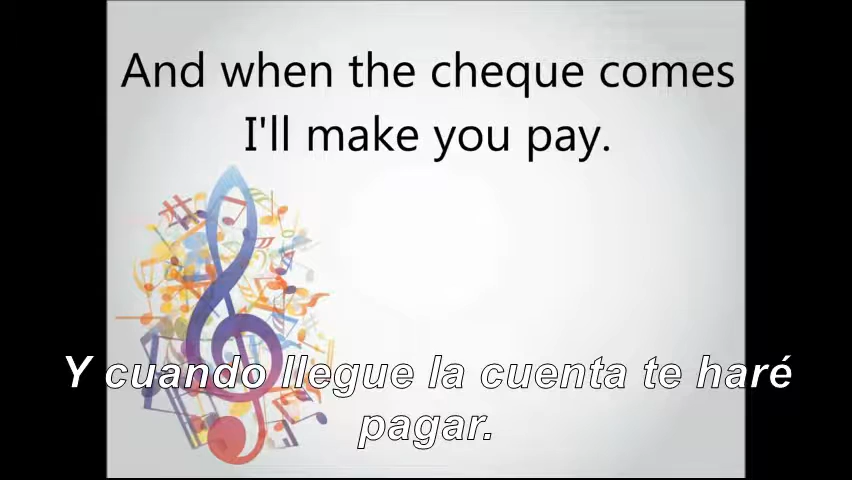 And when the cheque comes
I'll make you pay.
Y cuando llegue la cuenta te haré
pagar.